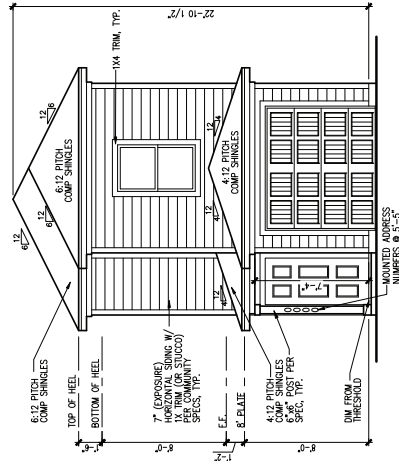 22'-10 1/2"
1X4 TRIM, TYP.
12
6
6:12 PITCH
COMP SHINGLES
12
6
12
6
12
4
4:12 PITCH
COMP SHINGLES
12
4
7'-4"
MOUNTED ADDRESS
NUMBERS @ 5'-5"
6:12 PITCH
COMP SHINGLES
TOP OF HEEL
BOTTOM OF HEEL
7" (EXPOSURE)
HORIZONTAL SIDING W/
1X TRIM (OR STUCCO)
PER COMMUNITY
SPECS, TYP.
F.F.
8' PLATE
4:12 PITCH
COMP SHINGLES
6"x6" POST PER
SPEC, TYP.
DIM FROM
THRESHOLD
1'-6"
8'-0"
1'-2"
8'-0"